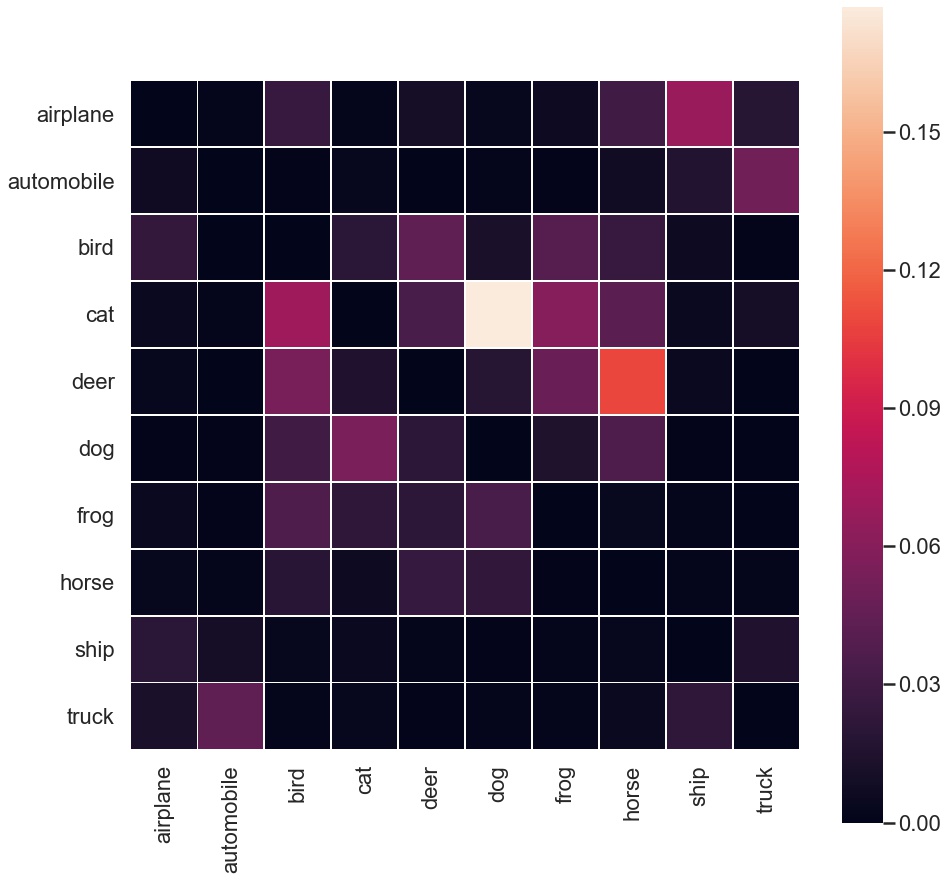 airplane
automobile
bird
cat
deer
dog
frog
horse
ship
truck
airplane
automobile
bird
cat
deer
dog
frog
horse
ship
truck
0.15
0.12
0.09
0.06
0.03
0.00